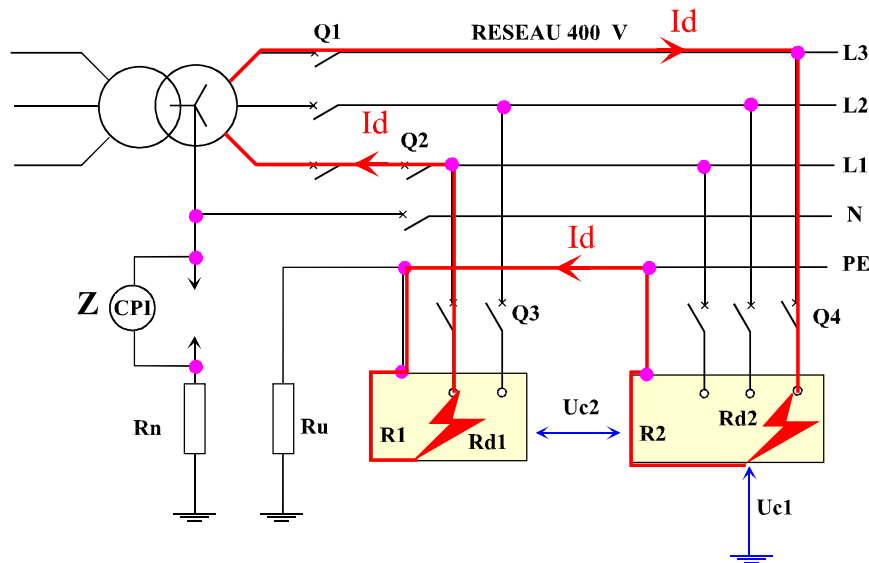 Q1
RESEAU 400 V
Id
L3
L2
Id
Q2
L1
N
Id
PE
Z
CPI
Q3
Q4
Rn
Ru
R1
Rd1
Uc2
R2
Rd2
Uc1